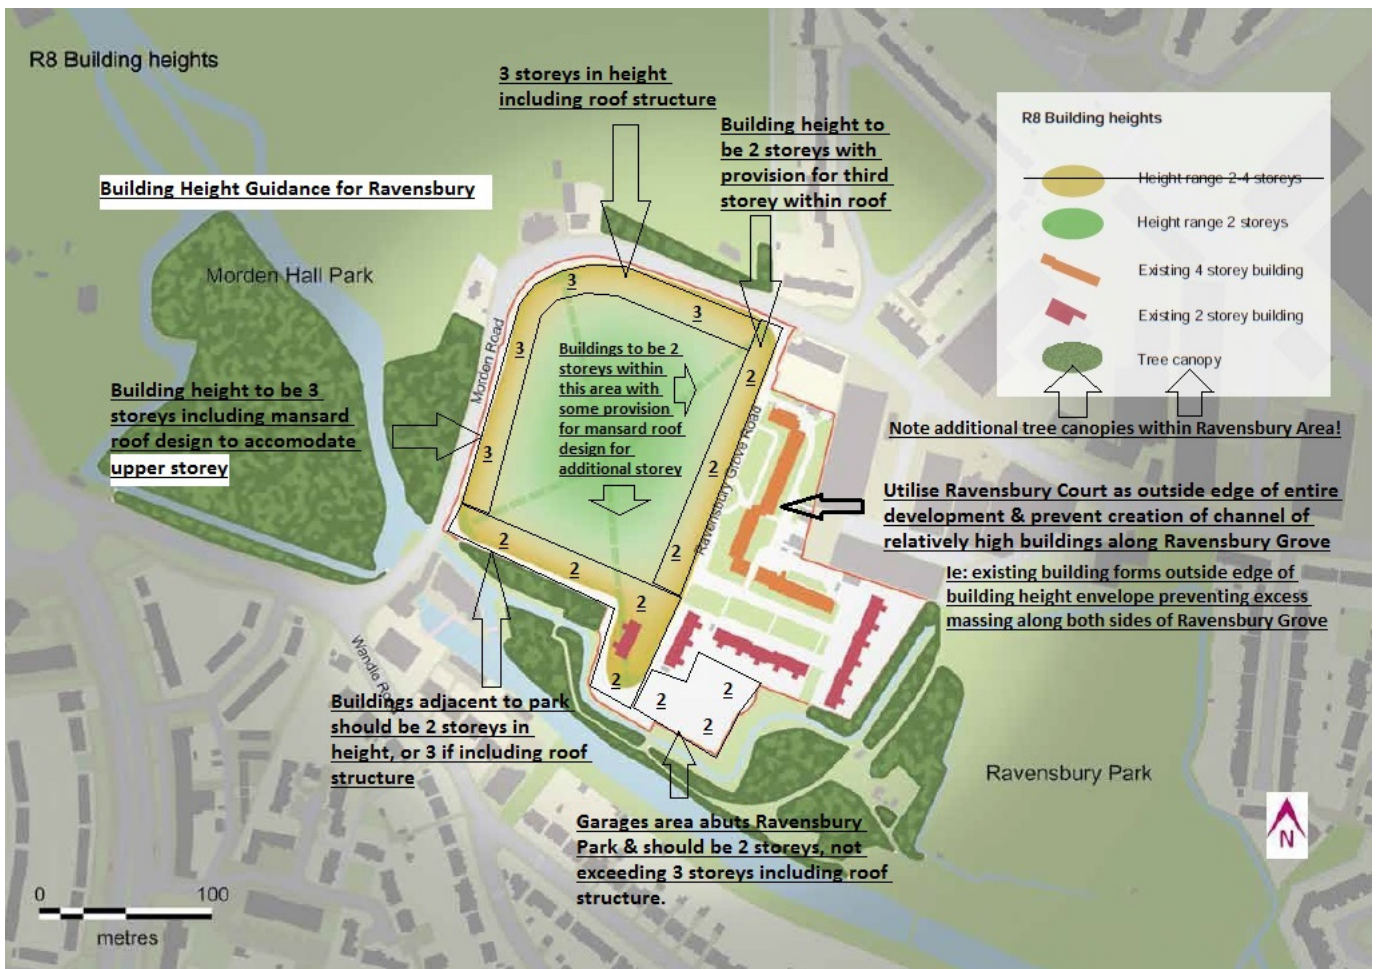 R8 Building heights
3 storeys in height
including roof structure
Building height to
be 2 storeys with
provision for third
storey within roof
R8 Building heights
Height range 2-4 storeys
Height range 2 storeys
Existing 4 storey building
Existing 2 storey building
Tree canopy
Building Height Guidance for Ravensbury
Morden Hall Park
Morden Road
3
3
3
3
2
2
2
Buildings to be 2
storeys within
this area with
some provision
for mansard roof
design for
additional storey
Building height to be 3
storeys including mansard
roof design to accomodate
upper storey
Ravensbury Grove Road
Note additional tree canopies within Ravensbury Area!
Utilise Ravensbury Court as outside edge of entire
development & prevent creation of channel of
relatively high buildings along Ravensbury Grove
Ie: existing building forms outside edge of
building height envelope preventing excess
massing along both sides of Ravensbury Grove
2
2
2
2
2
2
2
Wandle Road
Buildings adjacent to park
should be 2 storeys in
height, or 3 if including roof
structure
Ravensbury Park
Garages area abuts Ravensbury
Park & should be 2 storeys, not
exceeding 3 storeys including roof
structure.
N
0 100
metres